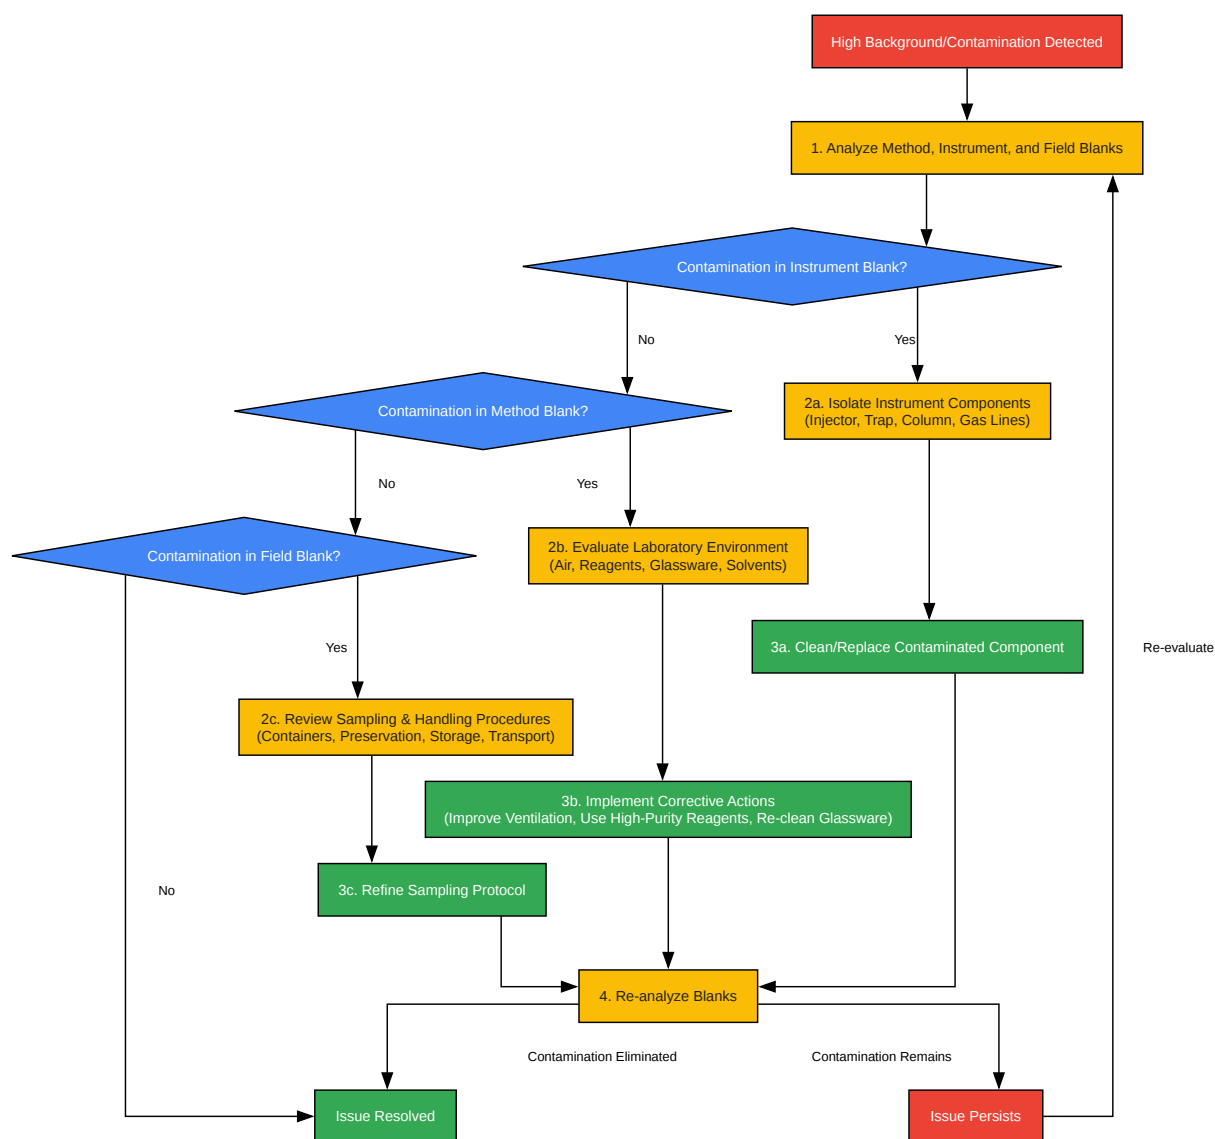 High Background/Contamination Detected
1. Analyze Method, Instrument, and Field Blanks
Contamination in Instrument Blank?
No
Yes
Contamination in Method Blank?
2a. Isolate Instrument Components
(Injector, Trap, Column, Gas Lines)
No
Yes
Contamination in Field Blank?
2b. Evaluate Laboratory Environment
(Air, Reagents, Glassware, Solvents)
Yes
3a. Clean/Replace Contaminated Component
Re-evaluate
2c. Review Sampling & Handling Procedures
(Containers, Preservation, Storage, Transport)
3b. Implement Corrective Actions
(Improve Ventilation, Use High-Purity Reagents, Re-clean Glassware)
No
3c. Refine Sampling Protocol
4. Re-analyze Blanks
Contamination Eliminated
Contamination Remains
Issue Resolved
Issue Persists